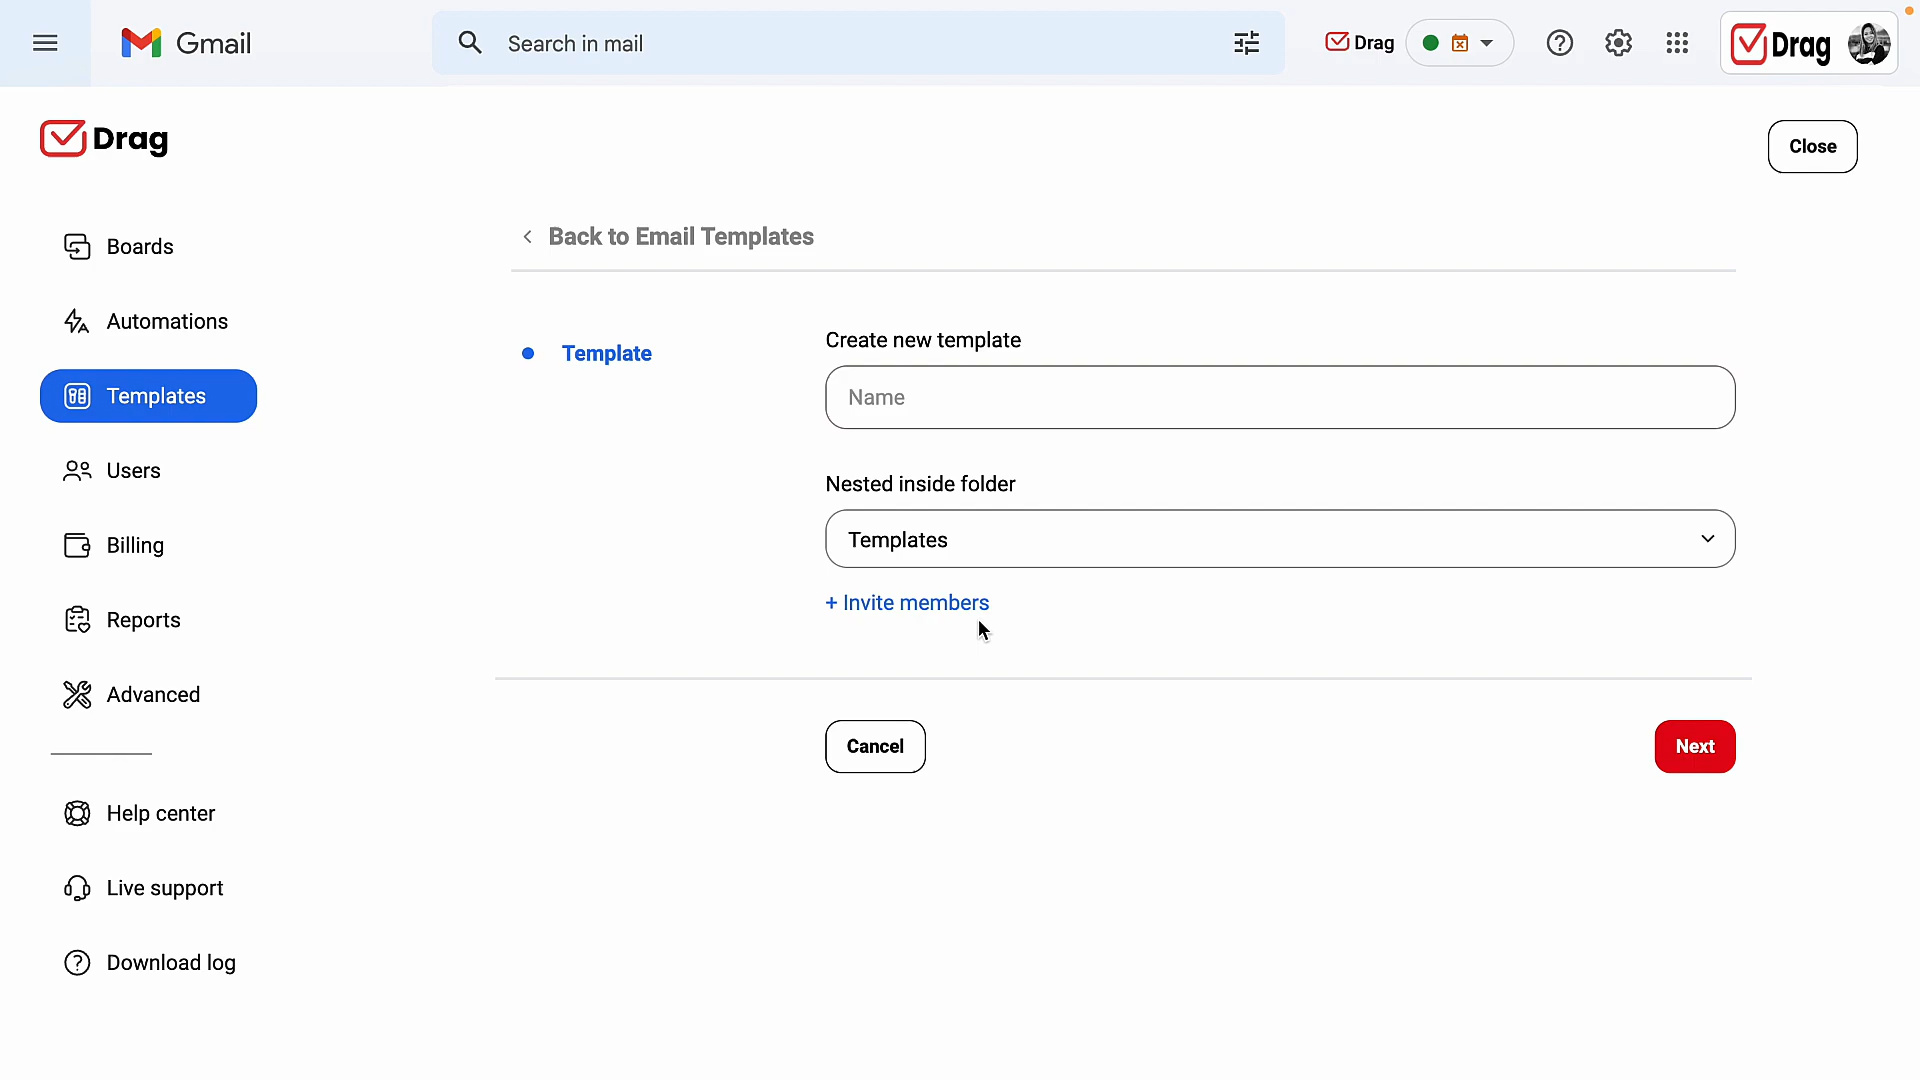 Gmail
Search in mail
Drag
Drag
Drag
Close
Boards
Automations
Templates
Users
Billing
Reports
Advanced
Help center
Live support
Download log
Back to Email Templates
Template
Create new template
Name
Nested inside folder
Templates
+ Invite members
Cancel
Next